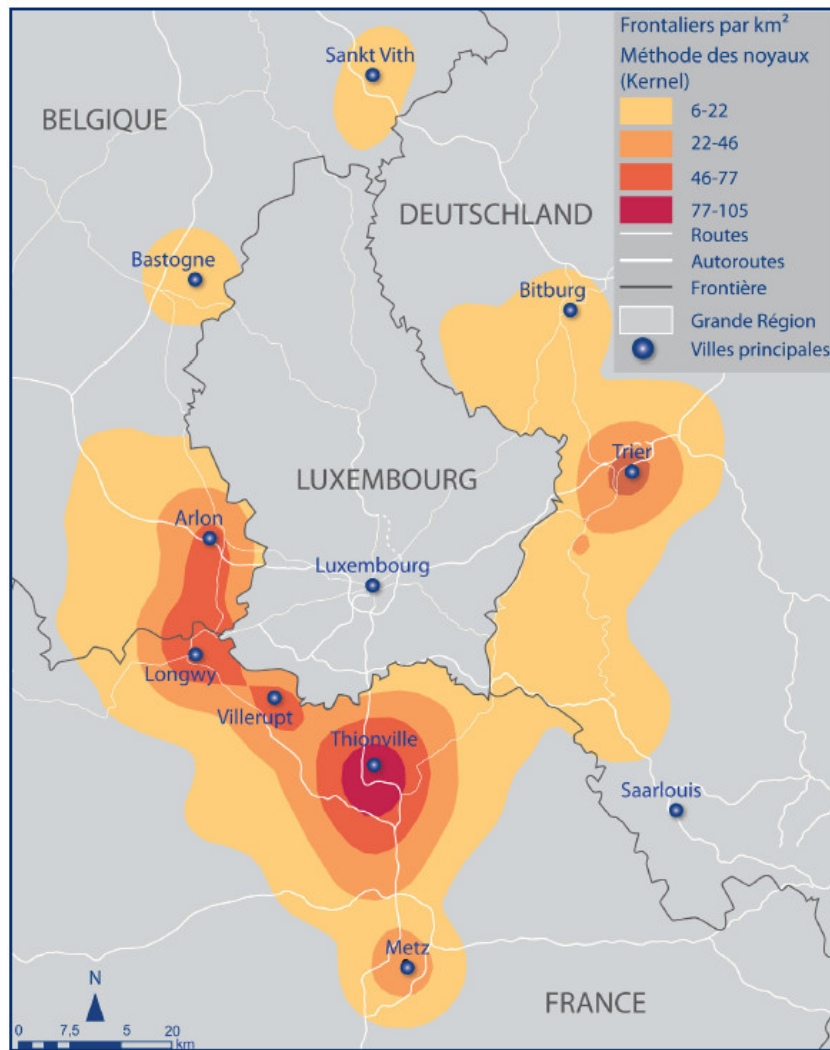 Frontaliers par km²
Méthode des noyaux
(Kernel)
6-22
22-46
46-77
77-105
Routes
Autoroutes
Frontière
Grande Région
Villes principales
Sankt Vith
BELGIQUE
DEUTSCHLAND
Bastogne
Bitburg
Trier
LUXEMBOURG
Arlon
Luxembourg
Longwy
Villerupt
Thionville
Saarlouis
Metz
FRANCE
N
0 7,5 5 20
km